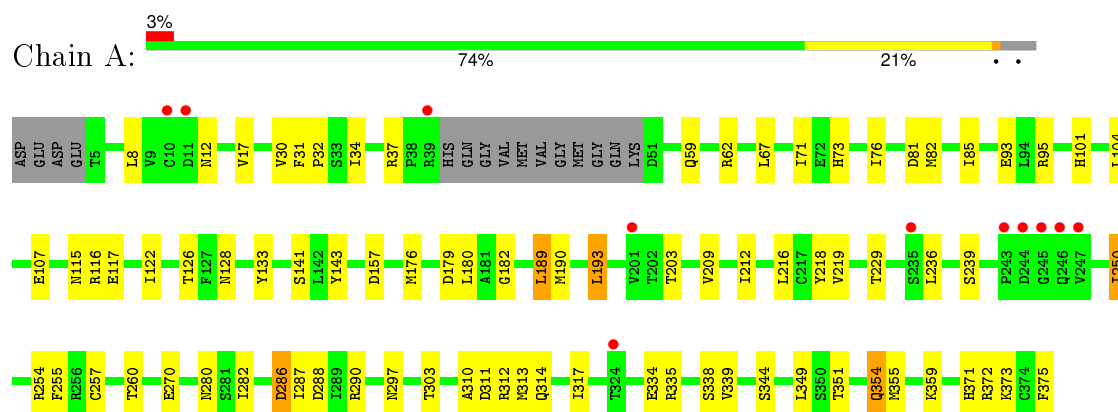 3%
Chain A:
74% 21% • •
ASP GLU ASP GLU T5 L8 V9 C10 D11 N12 V17 V30 F31 P32 S33 I34 R37 P38 R39 HIS GLN GLY VAL MET VAL GLY MET GLY GLN LYS D51 Q59 R62 L67 I71 E72 H73 I76 D81 M82 I85 E93 L94 R95 H101 L104
E107 N115 R116 E117 I122 T126 F127 N128 Y133 S141 L142 Y143 D157 M176 D179 L180 A181 G182 L189 M190 L193 V201 T202 T203 V209 I212 L216 C217 Y218 V219 T229 S235 L236 S239 P243 D244 G245 Q246 V247 I250
R254 F255 R256 C257 T260 E270 N280 S281 I282 D286 I287 D288 I289 R290 N297 T303 A310 D311 R312 M313 Q314 I317 T324 E334 R335 S338 V339 S344 L349 S350 T351 Q354 M355 K359 H371 R372 K373 C374 F375